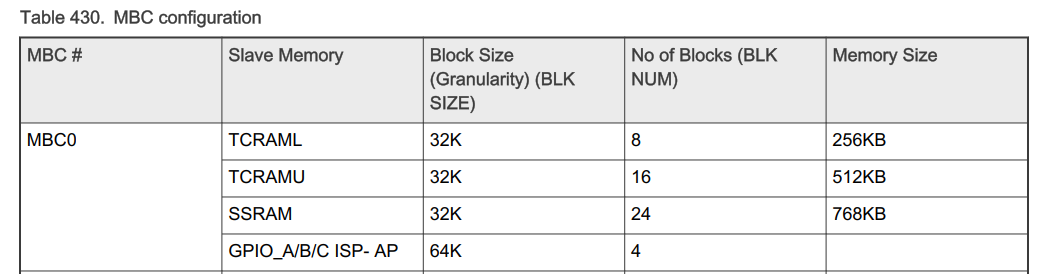 Table 430. MBC configuration
MBC # Slave Memory Block Size (Granularity) (BLK SIZE) No of Blocks (BLK NUM) Memory Size
MBC0 TCRAML 32K 8 256KB
TCRAMU 32K 16 512KB
SSRAM 32K 24 768KB
GPIO_A/B/C ISP- AP 64K 4